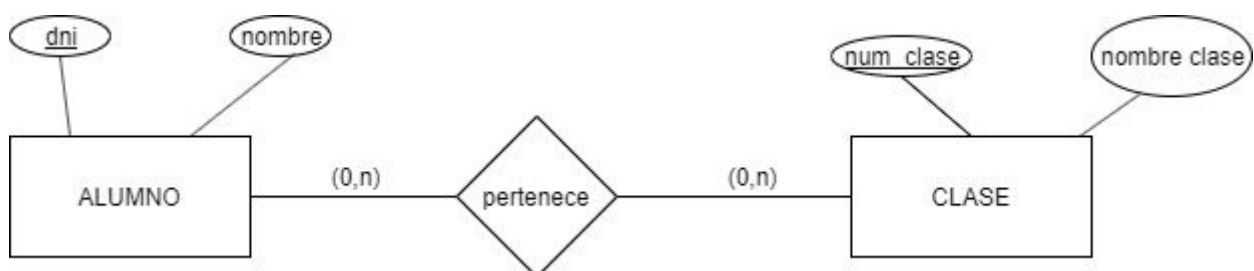 dni
nombre
num_clase
nombre clase
ALUMNO
(0,n)
pertenece
(0,n)
CLASE